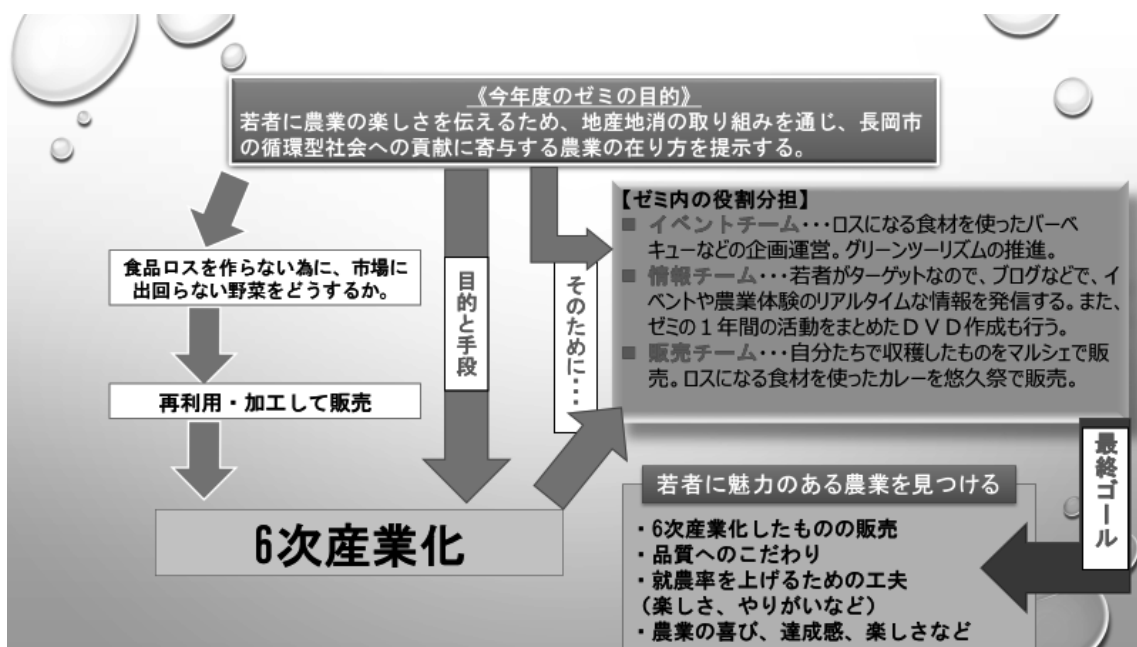 《今年度のゼミの目的》
若者に農業の楽しさを伝えるため、地産地消の取り組みを通じ、長岡市
の循環型社会への貢献に寄与する農業の在り方を提示する。
食品ロスを作らない為に、市場に
出回らない野菜をどうするか。
再利用・加工して販売
6次産業化
目的と手段
そのために・・・
【ゼミ内の役割分担】
■ イベントチーム・・・ロスになる食材を使ったバーベ
キューなどの企画運営。グリーンツーリズムの推進。
■ 情報チーム・・・若者がターゲットなので、ブログなどで、イ
ベントや農業体験のリアルタイムな情報を発信する。また、
ゼミの１年間の活動をまとめたＤＶＤ作成も行う。
■ 販売チーム・・・自分たちで収穫したものをマルシェで販
売。ロスになる食材を使ったカレーを悠久祭で販売。
最終ゴール
若者に魅力のある農業を見つける
・6次産業化したものの販売
・品質へのこだわり
・就農率を上げるための工夫
（楽しさ、やりがいなど）
・農業の喜び、達成感、楽しさなど